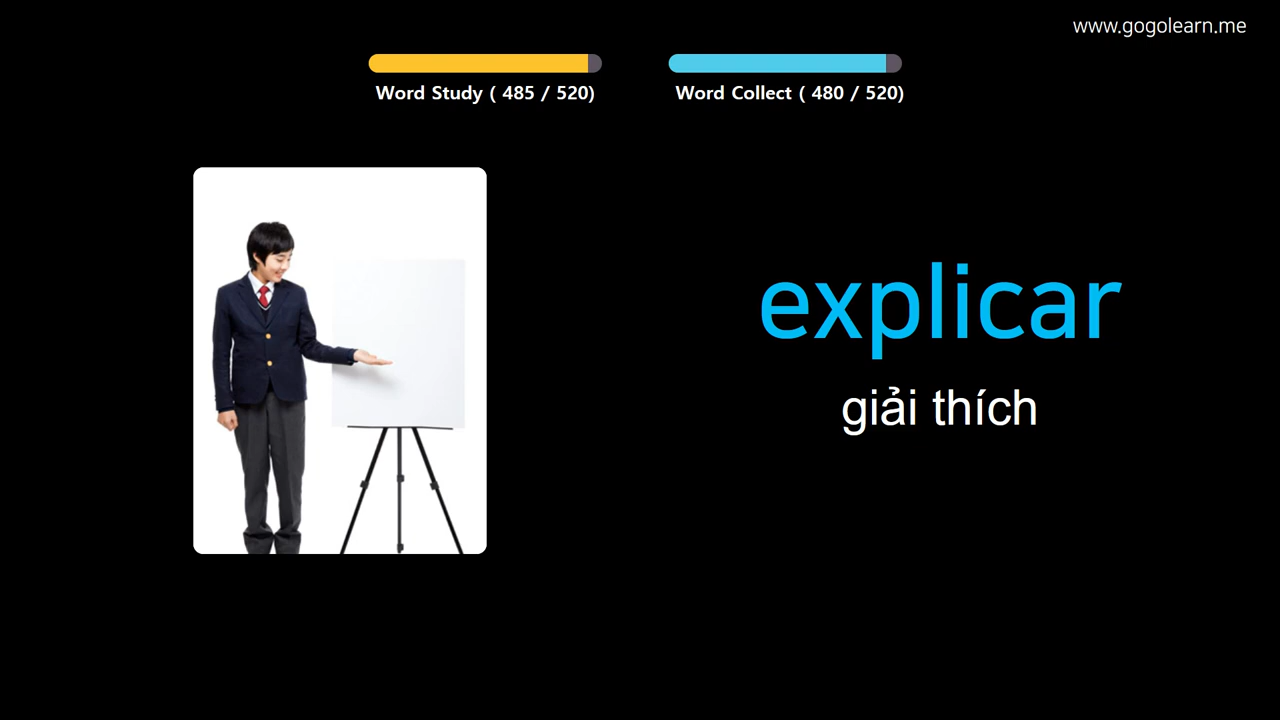 www.gogolearn.me
Word Study ( 485 / 520)
Word Collect ( 480 / 520)
explicar
giải thích